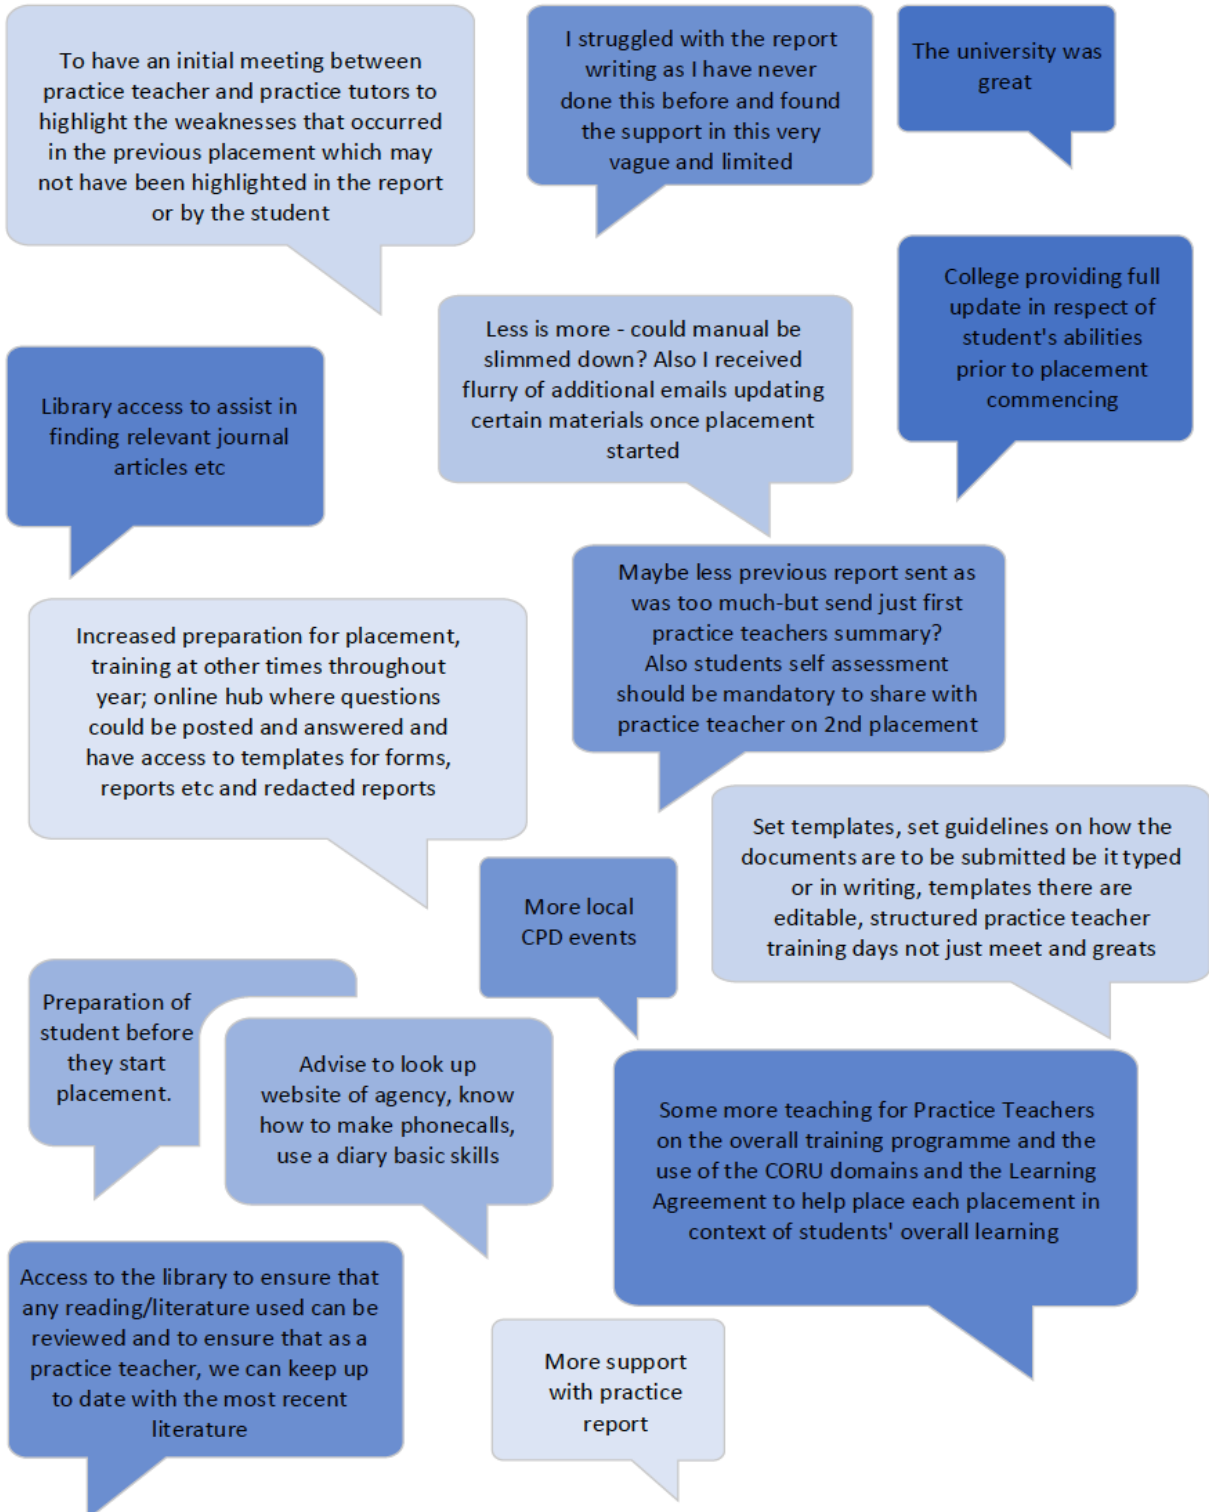 To have an initial meeting between
practice teacher and practice tutors to
highlight the weaknesses that occurred
in the previous placement which may
not have been highlighted in the report
or by the student
I struggled with the report
writing as I have never
done this before and found
the support in this very
vague and limited
The university was
great
College providing full
update in respect of
student's abilities
prior to placement
commencing
Less is more - could manual be
slimmed down? Also I received
flurry of additional emails updating
certain materials once placement
started
Library access to assist in
finding relevant journal
articles etc
Maybe less previous report sent as
was too much-but send just first
practice teachers summary?
Also students self assessment
should be mandatory to share with
practice teacher on 2nd placement
Increased preparation for placement,
training at other times throughout
year; online hub where questions
could be posted and answered and
have access to templates for forms,
reports etc and redacted reports
Set templates, set guidelines on how the
documents are to be submitted be it typed
or in writing, templates there are
editable, structured practice teacher
training days not just meet and greats
More local
CPD events
Preparation of
student before
they start
placement.
Advise to look up
website of agency, know
how to make phonecalls,
use a diary basic skills
Some more teaching for Practice Teachers
on the overall training programme and the
use of the CORU domains and the Learning
Agreement to help place each placement in
context of students' overall learning
Access to the library to ensure that
any reading/literature used can be
reviewed and to ensure that as a
practice teacher, we can keep up
to date with the most recent
literature
More support
with practice
report